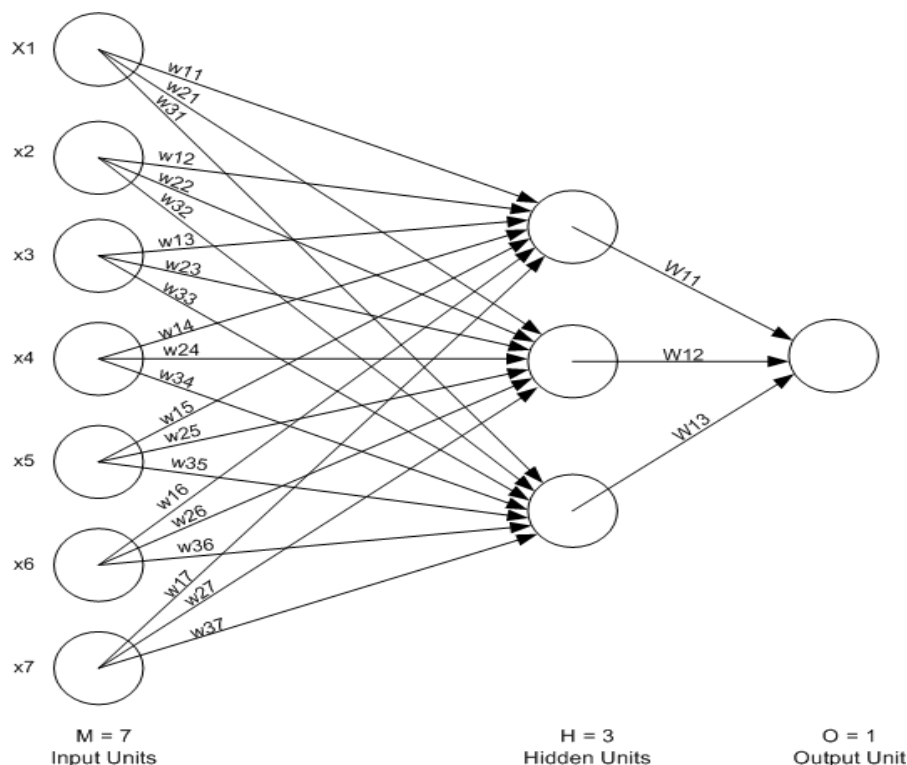 X1
w11
w21
w31
x2
w12
w22
w32
x3
w13
w23
w33
x4
w14
w24
w34
x5
w15
w25
w35
x6
w16
w26
w36
x7
w17
w27
w37
W11
W12
W13
M = 7
Input Units
H = 3
Hidden Units
O = 1
Output Unit